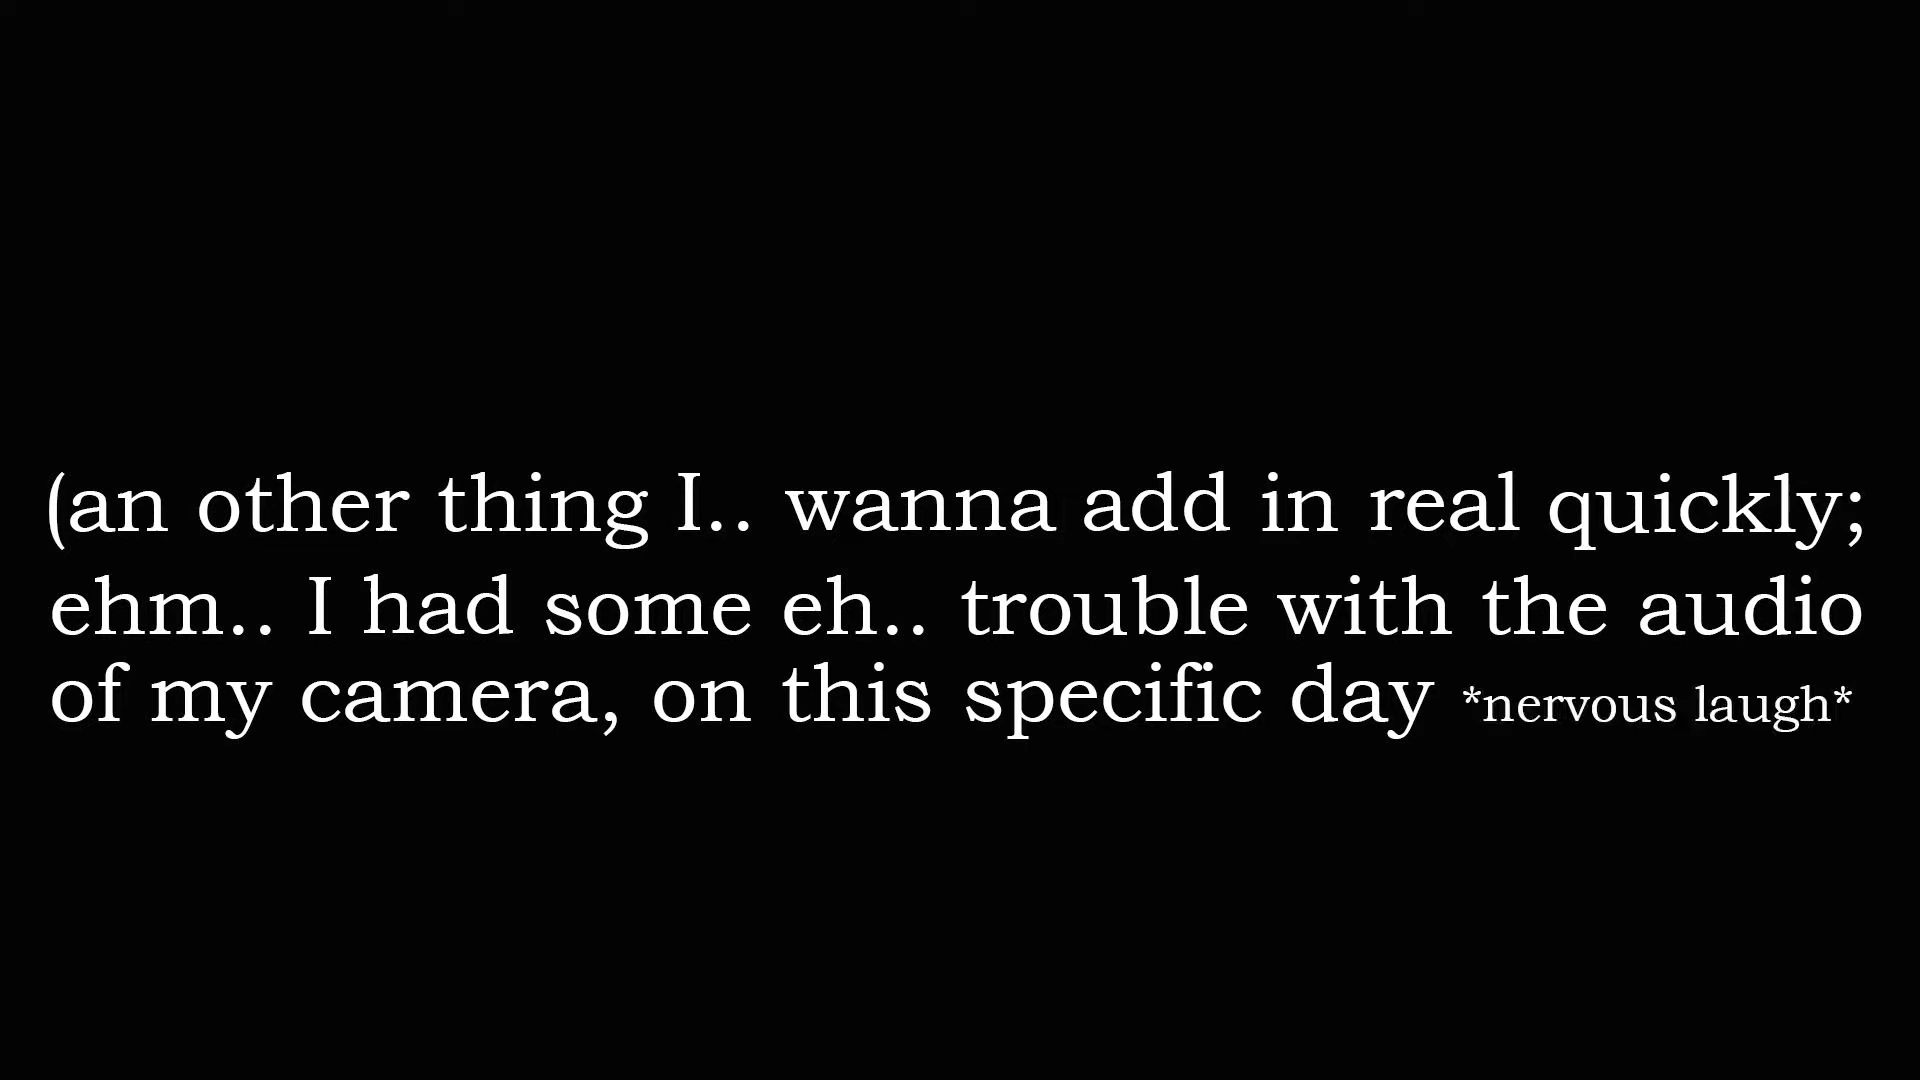 (an other thing I.. wanna add in real quickly;
ehm.. I had some eh.. trouble with the audio
of my camera, on this specific day *nervous laugh*